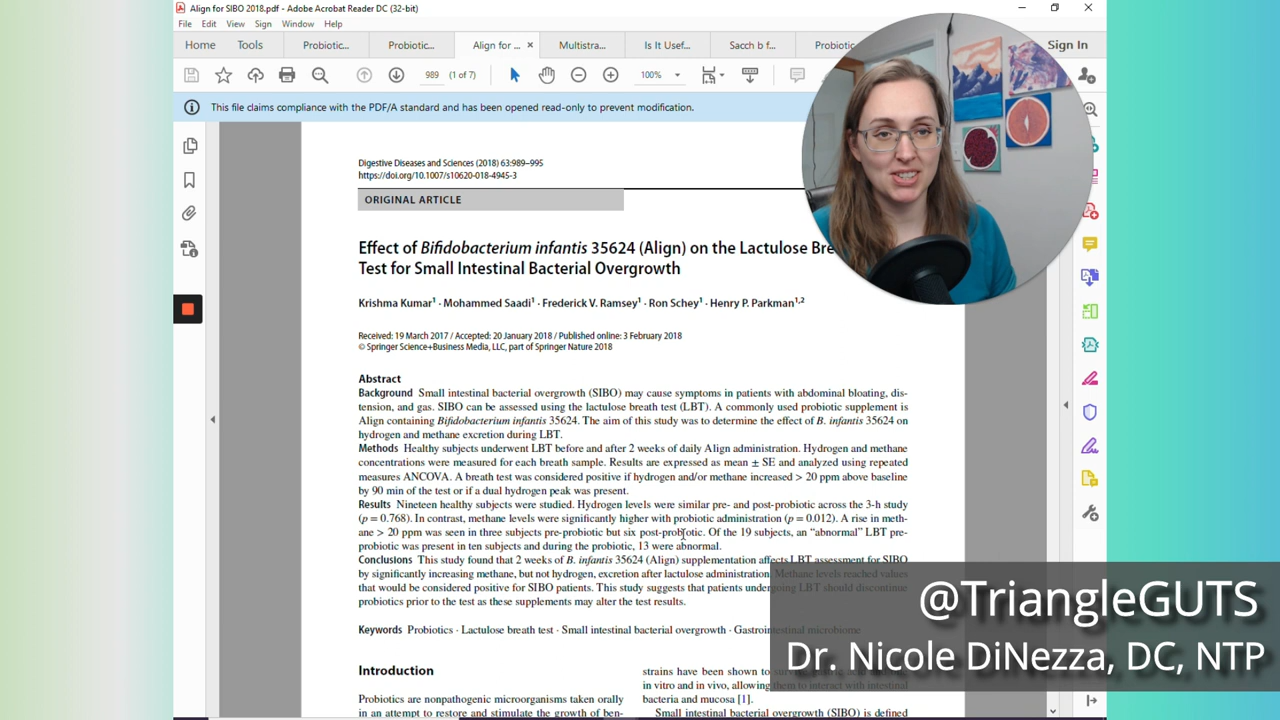 Align for SIBO 2018.pdf - Adobe Acrobat Reader DC (32-bit)
File Edit View Sign Window Help
Home Tools Probiotic... Probiotic... Align for ... × Multistra... Is It Usef... Sacch b f... Probiotic Sign In
989 (1 of 7) 100%
This file claims compliance with the PDF/A standard and has been opened read-only to prevent modification.
Digestive Diseases and Sciences (2018) 63:989–995
https://doi.org/10.1007/s10620-018-4945-3
ORIGINAL ARTICLE
Effect of Bifidobacterium infantis 35624 (Align) on the Lactulose Bre
Test for Small Intestinal Bacterial Overgrowth
Krishma Kumar1 · Mohammed Saadi1 · Frederick V. Ramsey1 · Ron Schey1 · Henry P. Parkman1,2
Received: 19 March 2017 / Accepted: 20 January 2018 / Published online: 3 February 2018
© Springer Science+Business Media, LLC, part of Springer Nature 2018
Abstract
Background Small intestinal bacterial overgrowth (SIBO) may cause symptoms in patients with abdominal bloating, dis-
tension, and gas. SIBO can be assessed using the lactulose breath test (LBT). A commonly used probiotic supplement is
Align containing Bifidobacterium infantis 35624. The aim of this study was to determine the effect of B. infantis 35624 on
hydrogen and methane excretion during LBT.
Methods Healthy subjects underwent LBT before and after 2 weeks of daily Align administration. Hydrogen and methane
concentrations were measured for each breath sample. Results are expressed as mean ± SE and analyzed using repeated
measures ANCOVA. A breath test was considered positive if hydrogen and/or methane increased > 20 ppm above baseline
by 90 min of the test or if a dual hydrogen peak was present.
Results Nineteen healthy subjects were studied. Hydrogen levels were similar pre- and post-probiotic across the 3-h study
(p = 0.768). In contrast, methane levels were significantly higher with probiotic administration (p = 0.012). A rise in meth-
ane > 20 ppm was seen in three subjects pre-probiotic but six post-probiotic. Of the 19 subjects, an “abnormal” LBT pre-
probiotic was present in ten subjects and during the probiotic, 13 were abnormal.
Conclusions This study found that 2 weeks of B. infantis 35624 (Align) supplementation affects LBT assessment for SIBO
by significantly increasing methane, but not hydrogen, excretion after lactulose administration. Methane levels reached values
that would be considered positive for SIBO patients. This study suggests that patients undergoing LBT should discontinue
probiotics prior to the test as these supplements may alter the test results.
Keywords Probiotics · Lactulose breath test · Small intestinal bacterial overgrowth · Gastrointestinal microbiome
Introduction
Probiotics are nonpathogenic microorganisms taken orally
in an attempt to restore and stimulate the growth of ben-
strains have been shown to
in vitro and in vivo, allowing them to interact with intestinal
bacteria and mucosa [1].
Small intestinal bacterial overgrowth (SIBO) is defined
@TriangleGUTS
Dr. Nicole DiNezza, DC, NTP